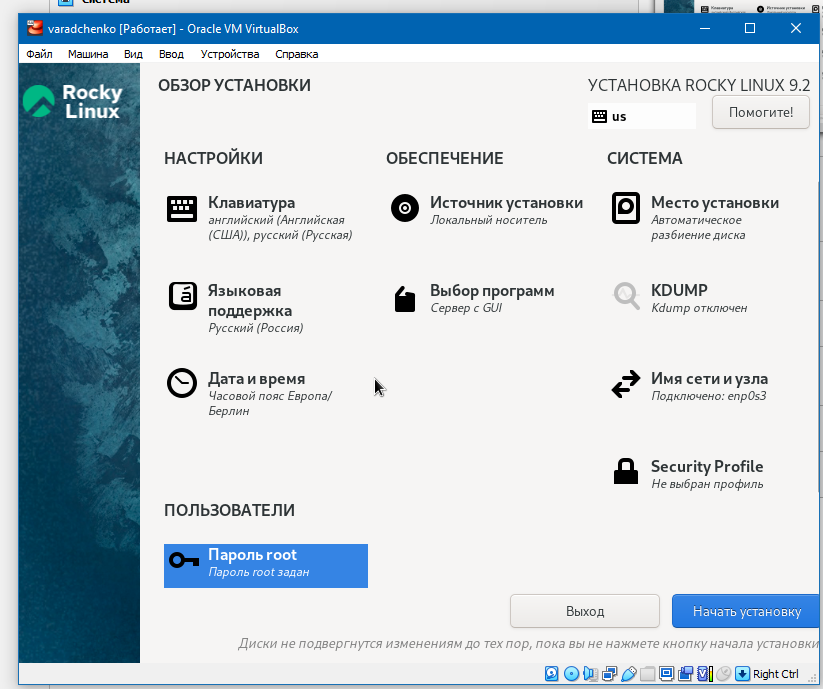 Система
varadchenko [Работает] - Oracle VM VirtualBox
Файл Машина Вид Ввод Устройства Справка
Rocky
Linux
ОБЗОР УСТАНОВКИ
УСТАНОВКА ROCKY LINUX 9.2
us
Помогите!
НАСТРОЙКИ
Клавиатура
английский (Английская
(США)), русский (Русская)
Языковая
поддержка
Русский (Россия)
Дата и время
Часовой пояс Европа/
Берлин
ОБЕСПЕЧЕНИЕ
Источник установки
Локальный носитель
Выбор программ
Сервер с GUI
СИСТЕМА
Место установки
Автоматическое
разбиение диска
KDUMP
Kdump отключен
Имя сети и узла
Подключено: enp0s3
Security Profile
Не выбран профиль
ПОЛЬЗОВАТЕЛИ
Пароль root
Пароль root задан
Выход
Начать установку
Диски не подвергнутся изменениям до тех пор, пока вы не нажмете кнопку начала установки
Right Ctrl